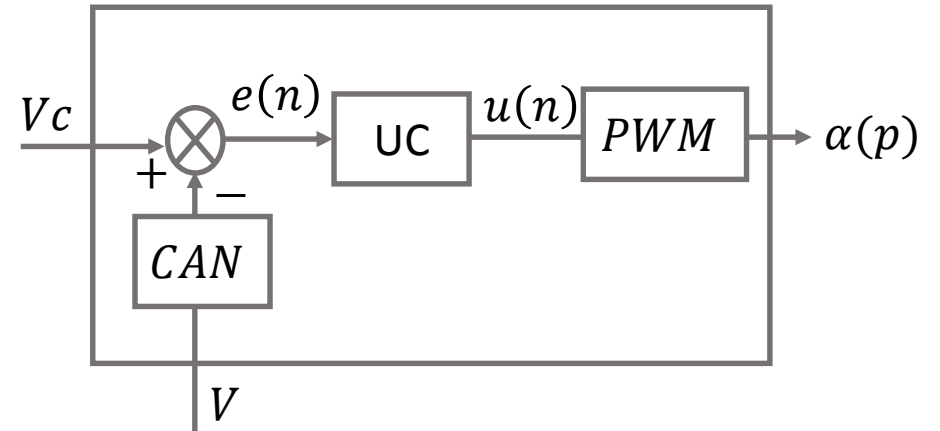 Vc
+
−
e(n)
UC
u(n)
PWM
α(p)
CAN
V